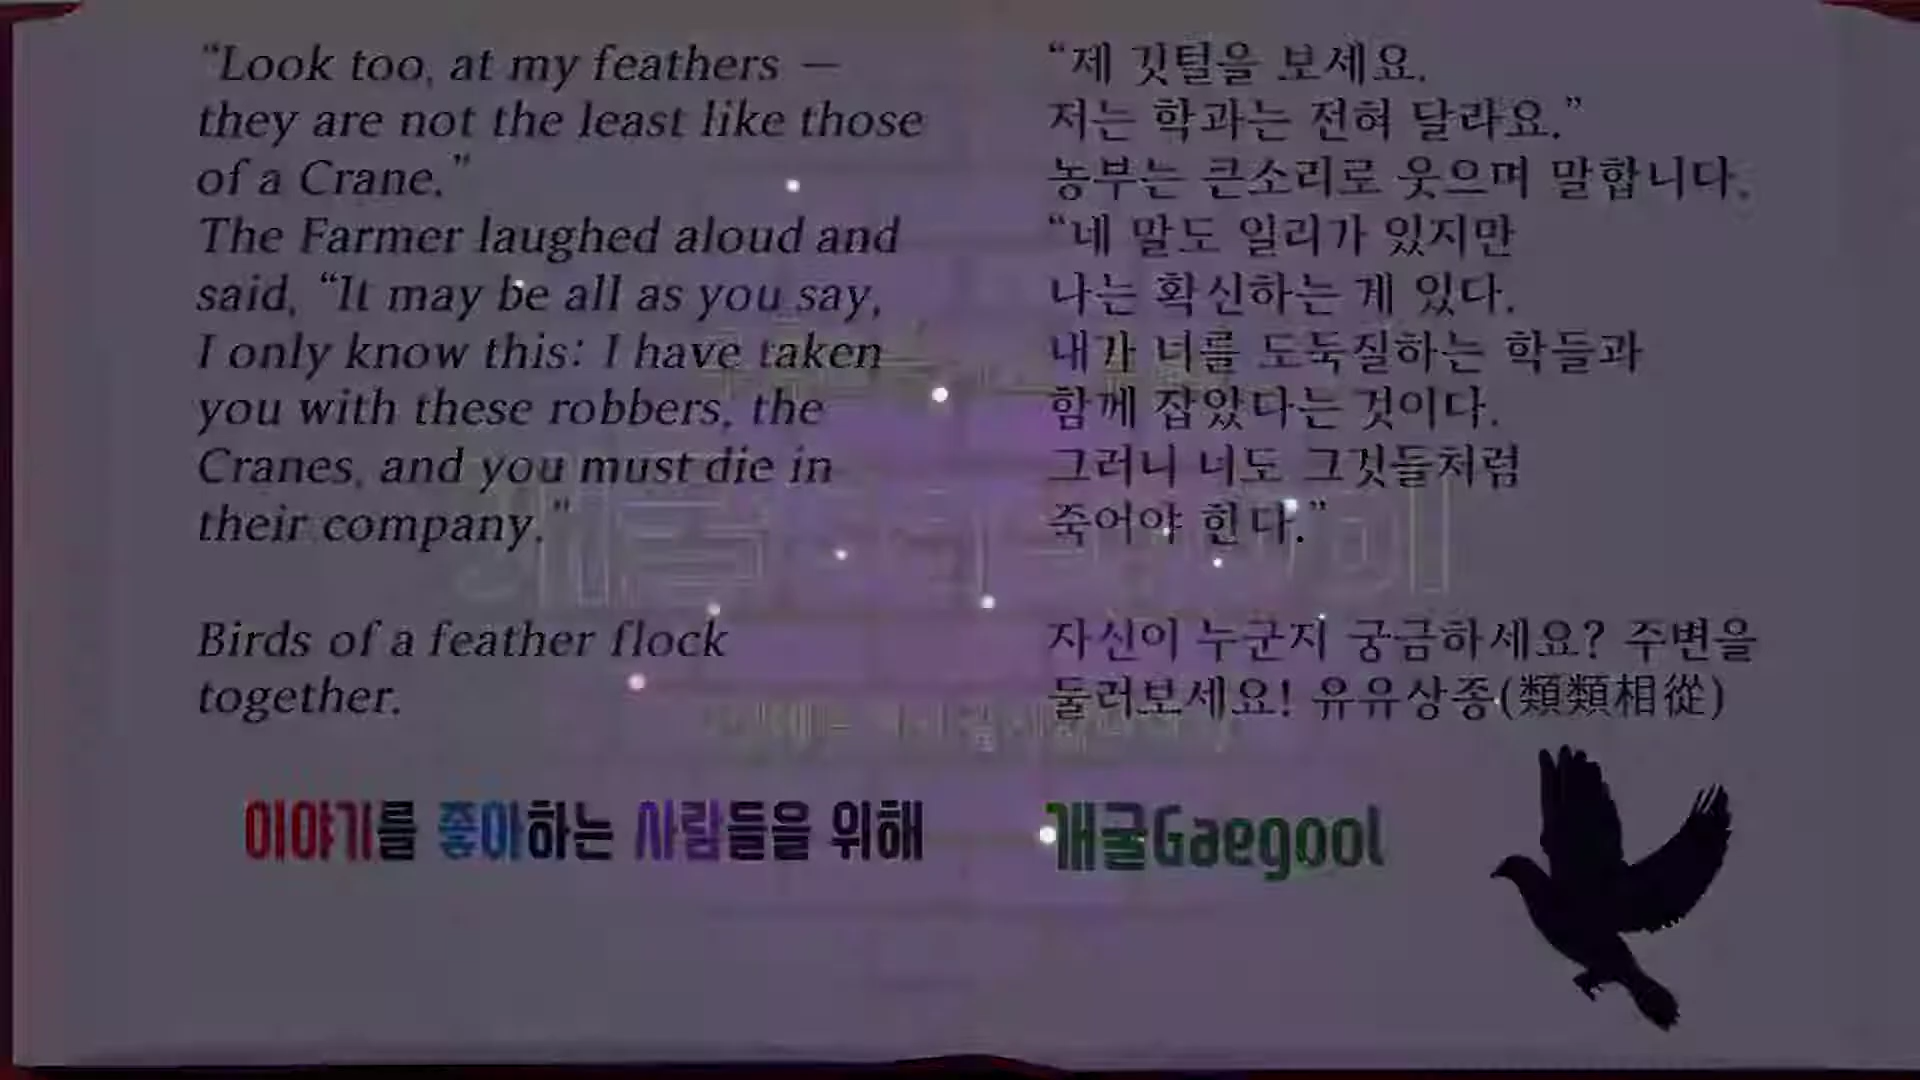 “Look too, at my feathers —
they are not the least like those
of a Crane.”
The Farmer laughed aloud and
said, “It may be all as you say,
I only know this: I have taken
you with these robbers, the
Cranes, and you must die in
their company.”
Birds of a feather flock
together.
“제 깃털을 보세요.
저는 학과는 전혀 달라요.”
농부는 큰소리로 웃으며 말합니다.
“네 말도 일리가 있지만
나는 확신하는 게 있다.
내가 너를 도둑질하는 학들과
함께 잡았다는 것이다.
그러니 너도 그것들처럼
죽어야 한다.”
자신이 누군지 궁금하세요? 주변을
둘러보세요! 유유상종(類類相從)
이야기를 좋아하는 사람들을 위해
개굴Gaegool